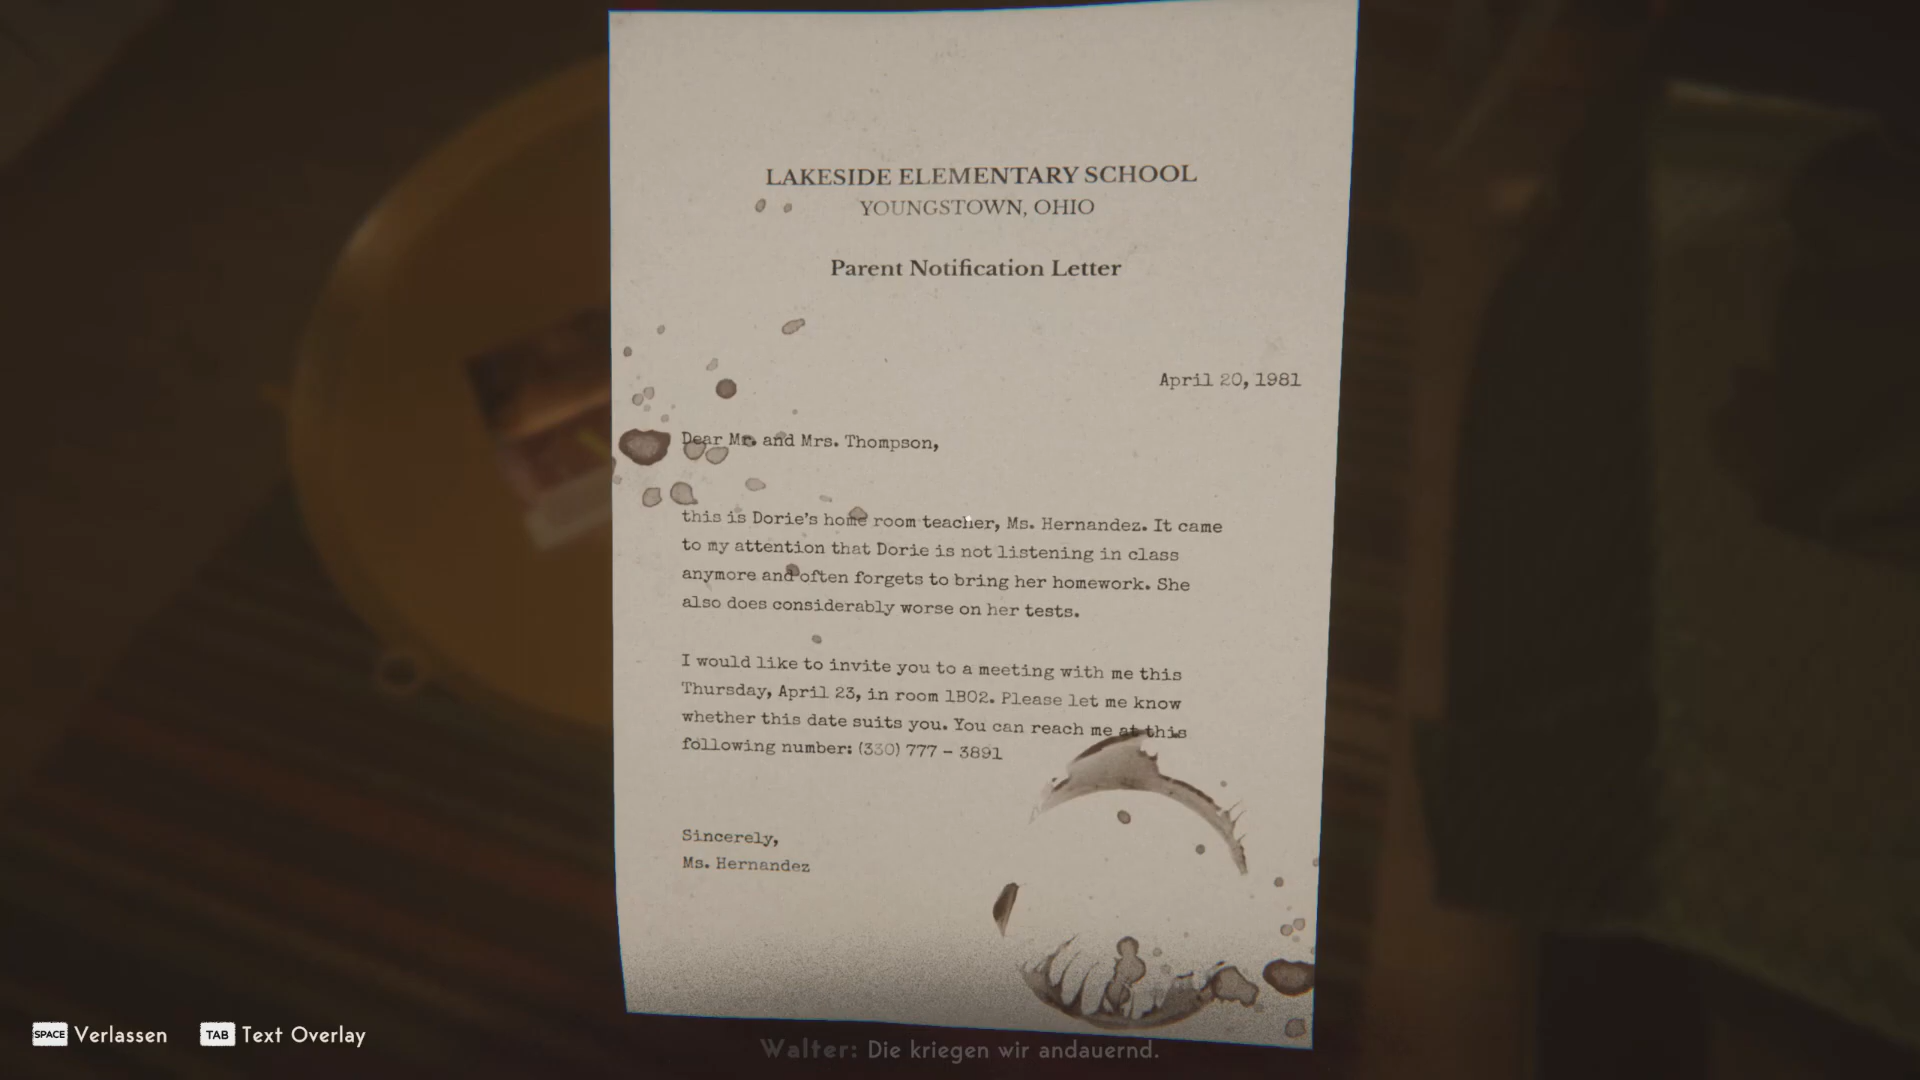 LAKESIDE ELEMENTARY SCHOOL
YOUNGSTOWN, OHIO
Parent Notification Letter
April 20, 1981
Dear Mr. and Mrs. Thompson,
this is Dorie's home room teacher, Ms. Hernandez. It came
to my attention that Dorie is not listening in class
anymore and often forgets to bring her homework. She
also does considerably worse on her tests.
I would like to invite you to a meeting with me this
Thursday, April 23, in room 1B02. Please let me know
whether this date suits you. You can reach me at this
following number: (330) 777 - 3891
Sincerely,
Ms. Hernandez
SPACE Verlassen TAB Text Overlay
Walter: Die kriegen wir andauernd.